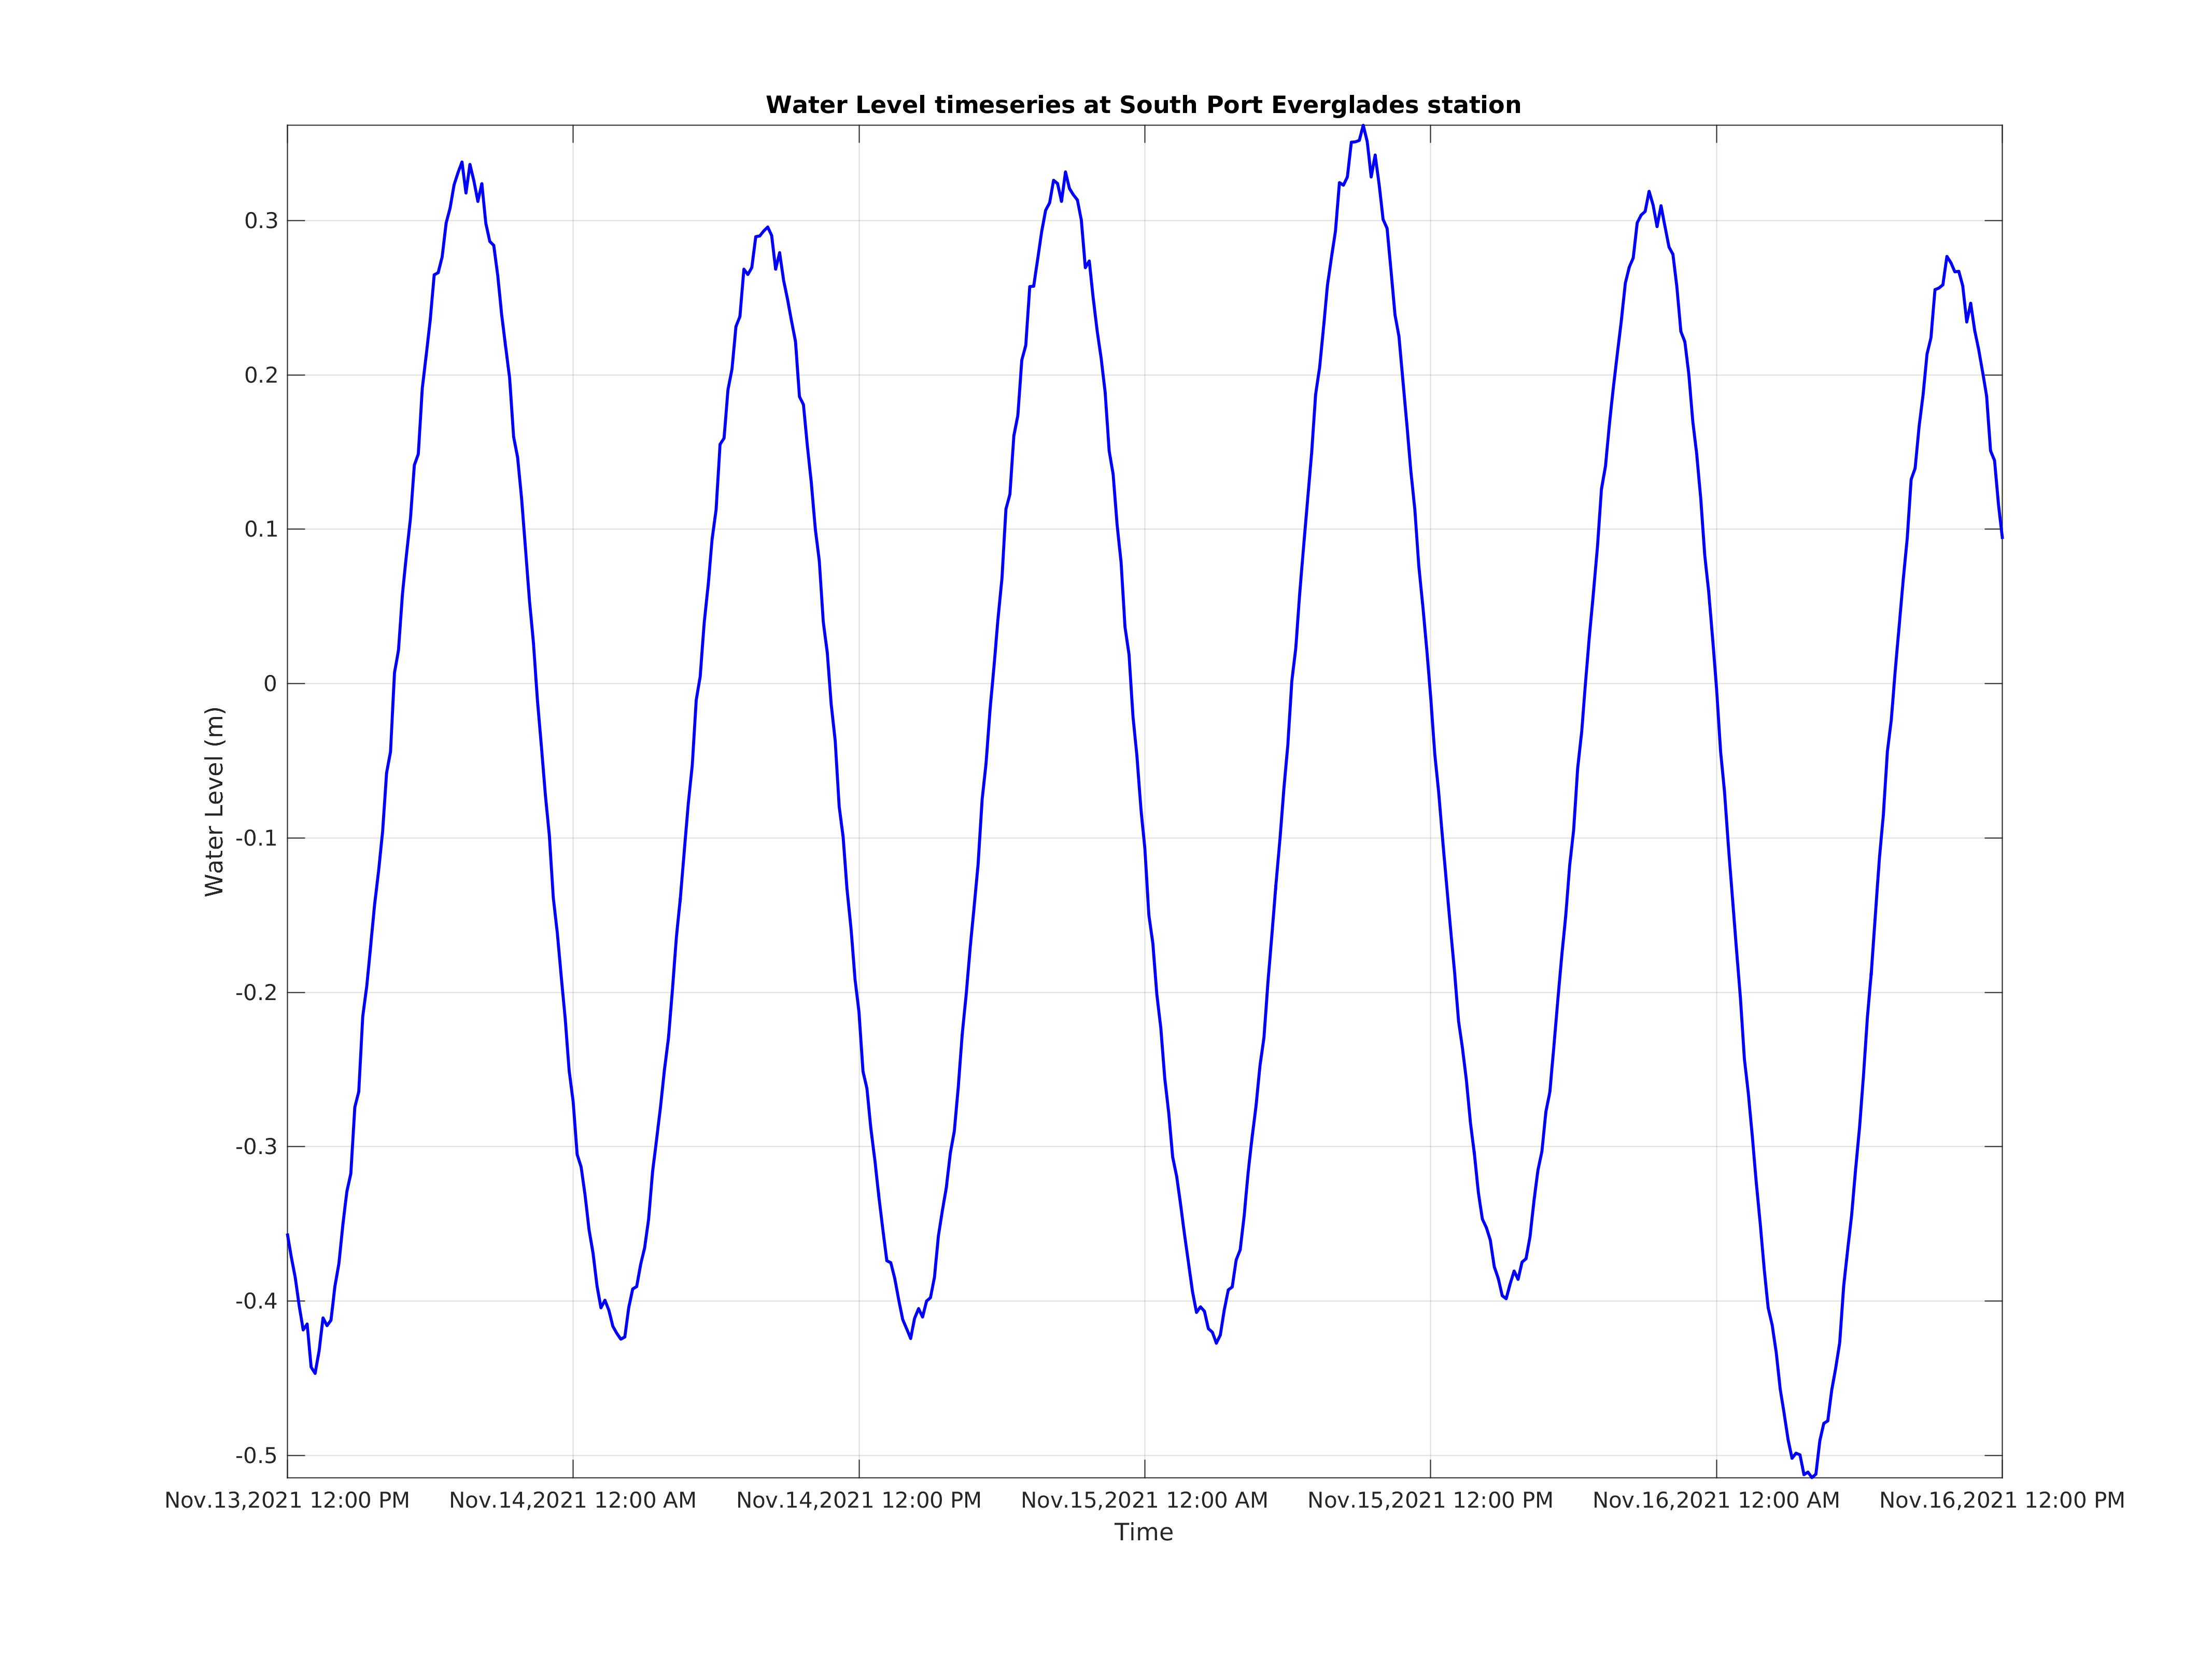 Water Level timeseries at South Port Everglades station
0.3
0.2
0.1
0
-0.1
-0.2
-0.3
-0.4
-0.5
Water Level (m)
Nov.13,2021 12:00 PM
Nov.14,2021 12:00 AM
Nov.14,2021 12:00 PM
Nov.15,2021 12:00 AM
Nov.15,2021 12:00 PM
Nov.16,2021 12:00 AM
Nov.16,2021 12:00 PM
Time